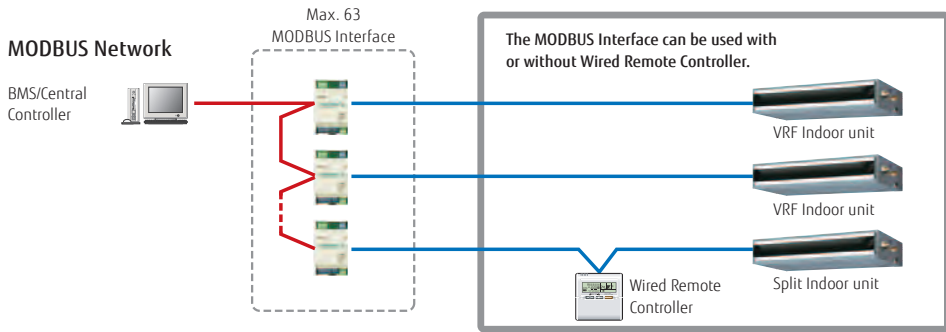 Max. 63
MODBUS Interface
MODBUS Network
BMS/Central
Controller
The MODBUS Interface can be used with
or without Wired Remote Controller.
VRF Indoor unit
VRF Indoor unit
Split Indoor unit
Wired Remote
Controller